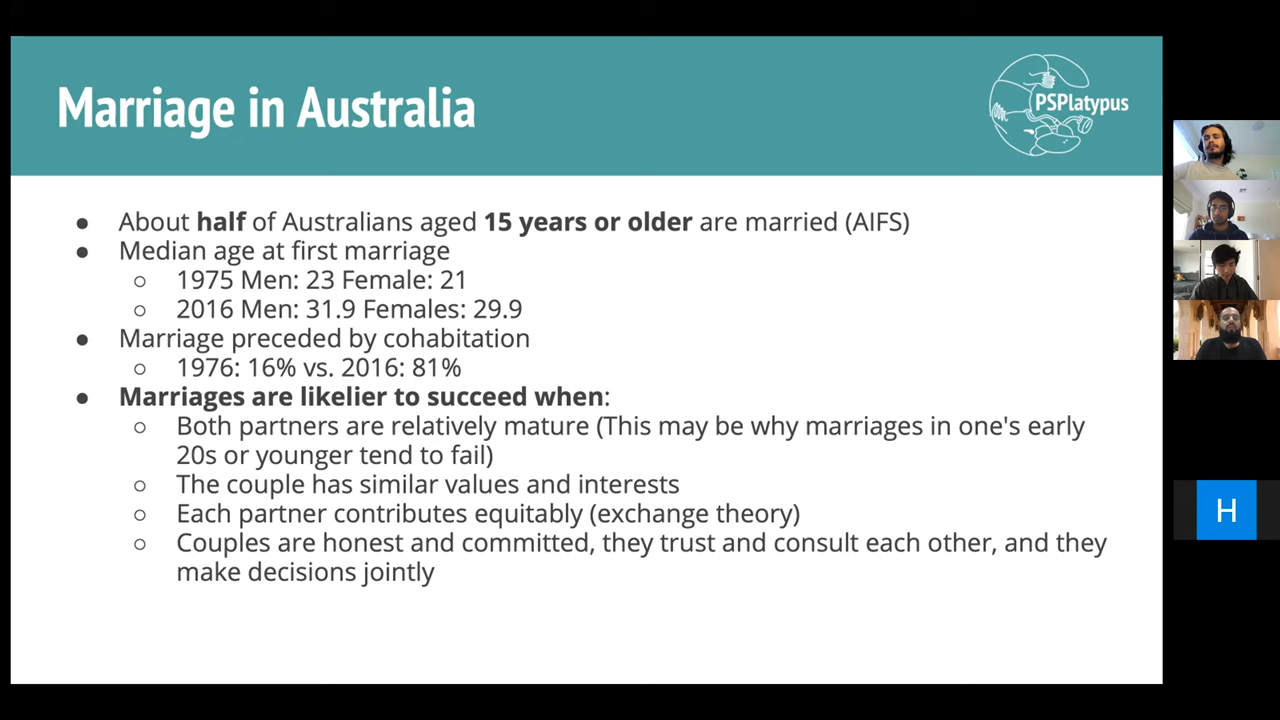 Marriage in Australia
PSPlatypus
● About half of Australians aged 15 years or older are married (AIFS)
● Median age at first marriage
○ 1975 Men: 23 Female: 21
○ 2016 Men: 31.9 Females: 29.9
● Marriage preceded by cohabitation
○ 1976: 16% vs. 2016: 81%
● Marriages are likelier to succeed when:
○ Both partners are relatively mature (This may be why marriages in one's early
20s or younger tend to fail)
○ The couple has similar values and interests
○ Each partner contributes equitably (exchange theory)
○ Couples are honest and committed, they trust and consult each other, and they
make decisions jointly
H